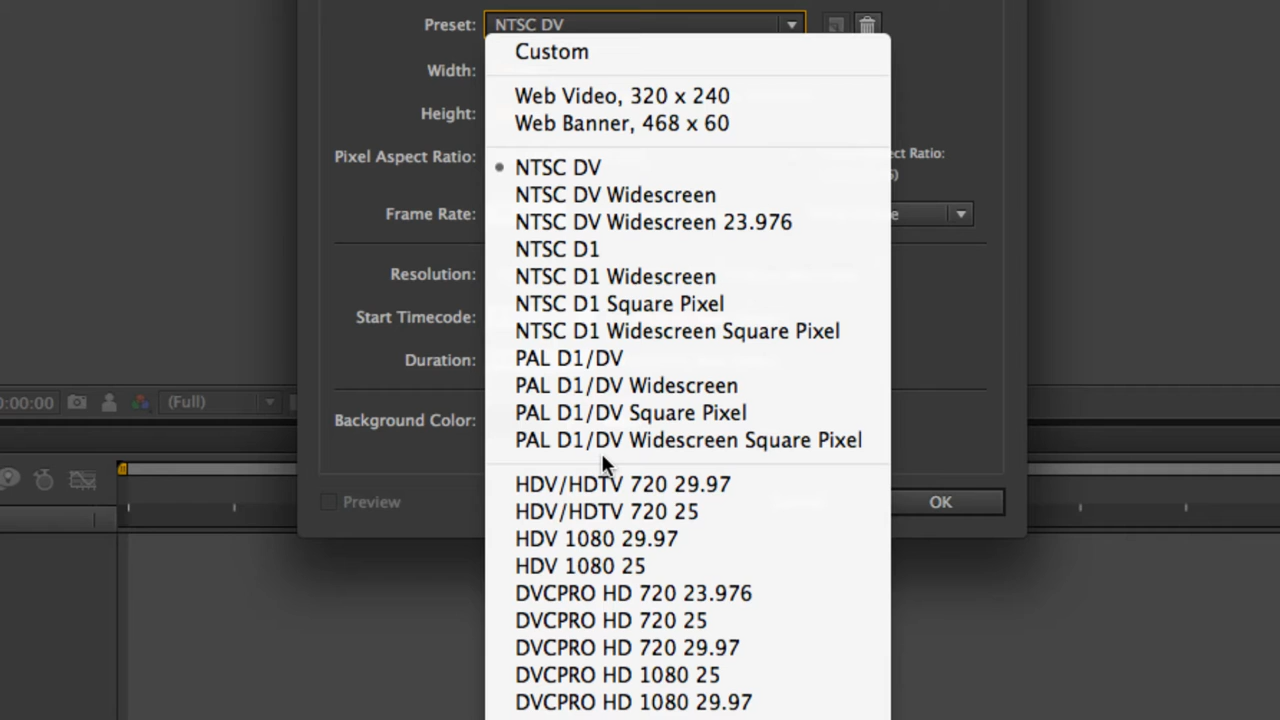 Preset: NTSC DV
Custom
Width:
Web Video, 320 x 240
Height:
Web Banner, 468 x 60
Pixel Aspect Ratio:
ect Ratio:
NTSC DV
NTSC DV Widescreen
Frame Rate:
NTSC DV Widescreen 23.976
NTSC D1
Resolution:
NTSC D1 Widescreen
NTSC D1 Square Pixel
Start Timecode:
NTSC D1 Widescreen Square Pixel
Duration:
PAL D1/DV
PAL D1/DV Widescreen
0:00:00
(Full)
PAL D1/DV Square Pixel
Background Color:
PAL D1/DV Widescreen Square Pixel
HDV/HDTV 720 29.97
Preview
OK
HDV/HDTV 720 25
HDV 1080 29.97
HDV 1080 25
DVCPRO HD 720 23.976
DVCPRO HD 720 25
DVCPRO HD 720 29.97
DVCPRO HD 1080 25
DVCPRO HD 1080 29.97